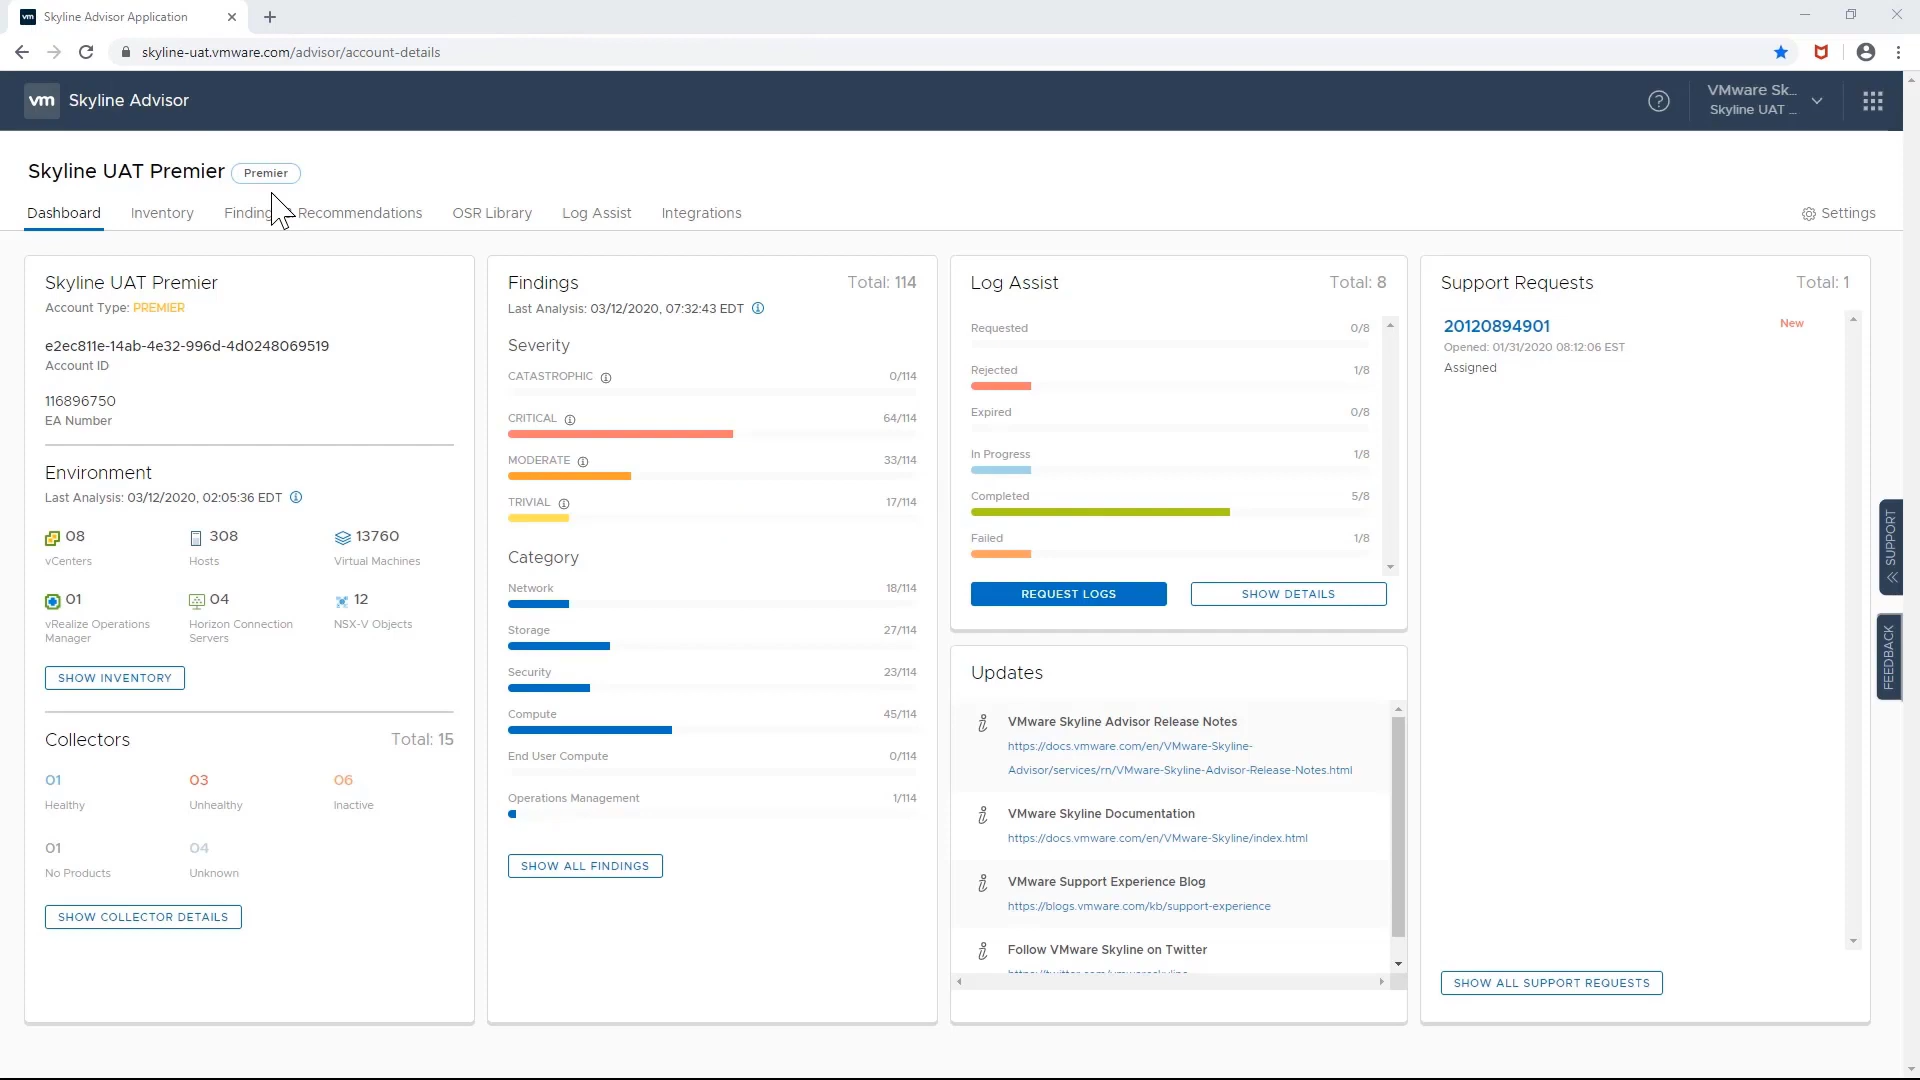 vm Skyline Advisor Application
skyline-uat.vmware.com/advisor/account-details
vm Skyline Advisor
VMware Sk...
Skyline UAT ...
Skyline UAT Premier Premier
Dashboard Inventory Finding Recommendations OSR Library Log Assist Integrations Settings
Skyline UAT Premier
Account Type: PREMIER
e2ec811e-14ab-4e32-996d-4d0248069519
Account ID
116896750
EA Number
Environment
Last Analysis: 03/12/2020, 02:05:36 EDT
08 308 13760
vCenters Hosts Virtual Machines
01 04 12
vRealize Operations Manager
Horizon Connection Servers
NSX-V Objects
SHOW INVENTORY
Collectors Total: 15
01 03 06
Healthy Unhealthy Inactive
01 04
No Products Unknown
SHOW COLLECTOR DETAILS
Findings Total: 114
Last Analysis: 03/12/2020, 07:32:43 EDT
Severity
CATASTROPHIC 0/114
CRITICAL 64/114
MODERATE 33/114
TRIVIAL 17/114
Category
Network 18/114
Storage 27/114
Security 23/114
Compute 45/114
End User Compute 0/114
Operations Management 1/114
SHOW ALL FINDINGS
Log Assist Total: 8
Requested 0/8
Rejected 1/8
Expired 0/8
In Progress 1/8
Completed 5/8
Failed 1/8
REQUEST LOGS SHOW DETAILS
Updates
VMware Skyline Advisor Release Notes
https://docs.vmware.com/en/VMware-Skyline-
Advisor/services/rn/VMware-Skyline-Advisor-Release-Notes.html
VMware Skyline Documentation
https://docs.vmware.com/en/VMware-Skyline/index.html
VMware Support Experience Blog
https://blogs.vmware.com/kb/support-experience
Follow VMware Skyline on Twitter
Support Requests Total: 1
20120894901 New
Opened: 01/31/2020 08:12:06 EST
Assigned
SHOW ALL SUPPORT REQUESTS
SUPPORT
FEEDBACK